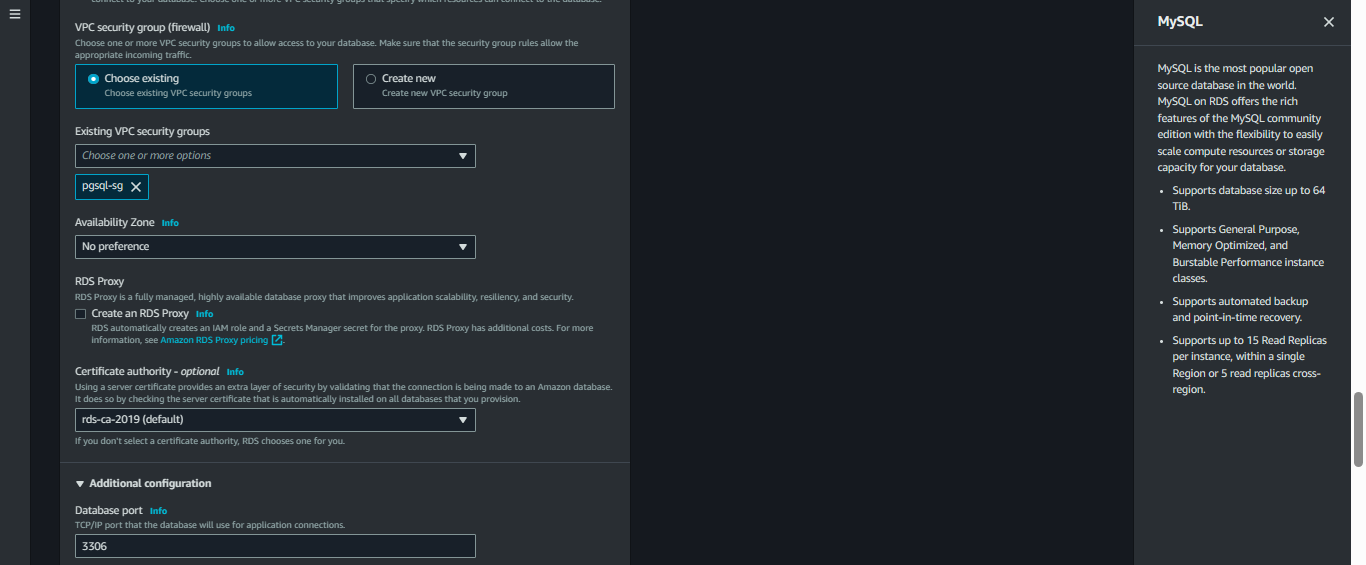 connect to your database. Choose one or more VPC security groups that specify which resources can connect to the database.
VPC security group (firewall) Info
Choose one or more VPC security groups to allow access to your database. Make sure that the security group rules allow the
appropriate incoming traffic.
Choose existing
Choose existing VPC security groups
Create new
Create new VPC security group
Existing VPC security groups
Choose one or more options
pgsql-sg
Availability Zone Info
No preference
RDS Proxy
RDS Proxy is a fully managed, highly available database proxy that improves application scalability, resiliency, and security.
Create an RDS Proxy Info
RDS automatically creates an IAM role and a Secrets Manager secret for the proxy. RDS Proxy has additional costs. For more
information, see Amazon RDS Proxy pricing.
Certificate authority - optional Info
Using a server certificate provides an extra layer of security by validating that the connection is being made to an Amazon database.
It does so by checking the server certificate that is automatically installed on all databases that you provision.
rds-ca-2019 (default)
If you don't select a certificate authority, RDS chooses one for you.
Additional configuration
Database port Info
TCP/IP port that the database will use for application connections.
3306
MySQL
MySQL is the most popular open
source database in the world.
MySQL on RDS offers the rich
features of the MySQL community
edition with the flexibility to easily
scale compute resources or storage
capacity for your database.
• Supports database size up to 64
TiB.
• Supports General Purpose,
Memory Optimized, and
Burstable Performance instance
classes.
• Supports automated backup
and point-in-time recovery.
• Supports up to 15 Read Replicas
per instance, within a single
Region or 5 read replicas cross-
region.